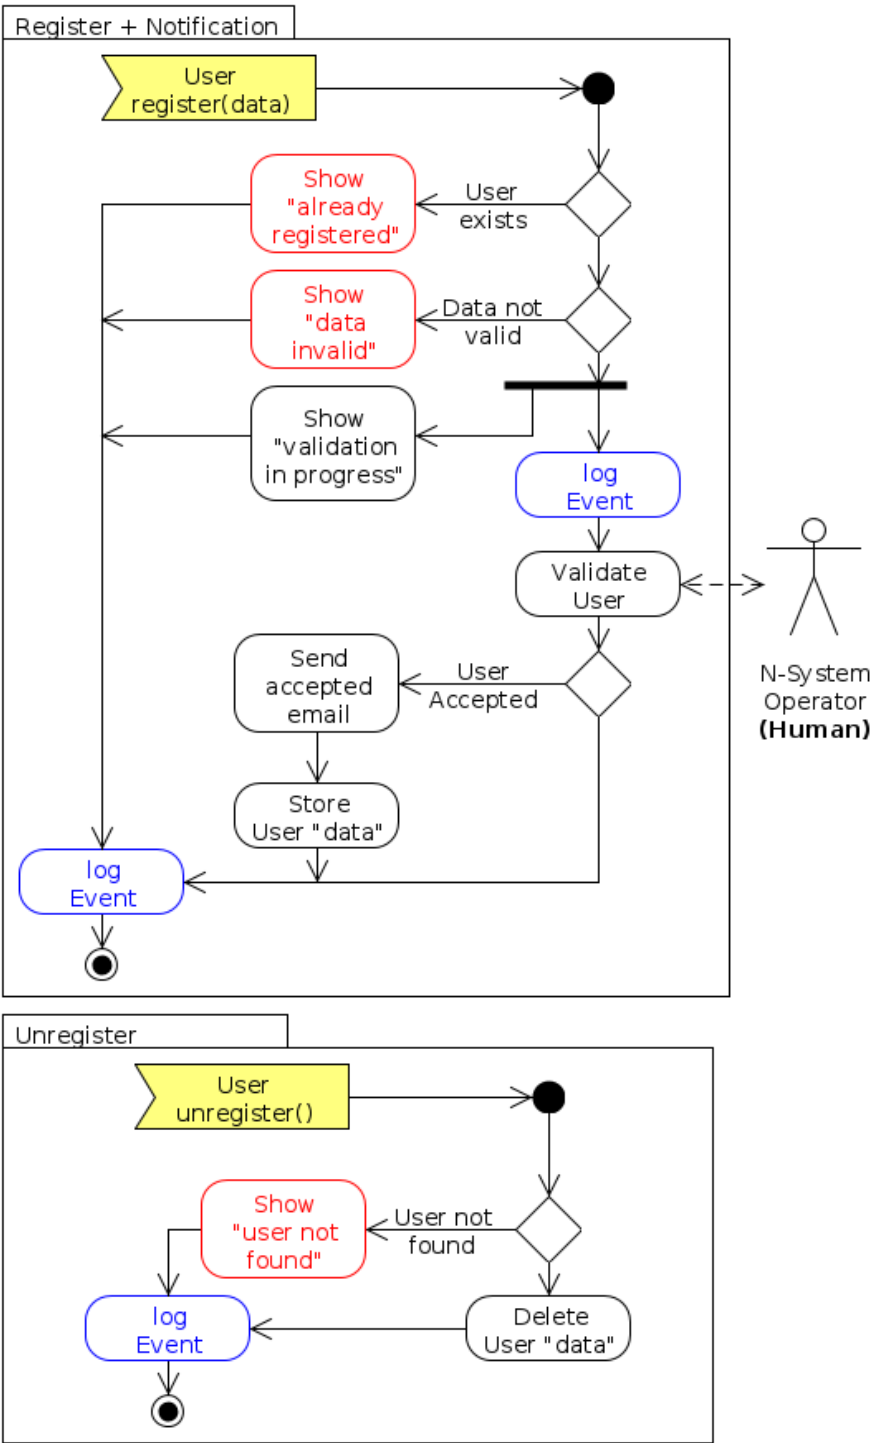 Register + Notification
User
register(data)
Show
"already
registered"
User
exists
Show
"data
invalid"
Data not
valid
Show
"validation
in progress"
log
Event
Validate
User
Send
accepted
email
User
Accepted
N-System
Operator
(Human)
Store
User "data"
log
Event
Unregister
User
unregister()
Show
"user not
found"
User not
found
log
Event
Delete
User "data"